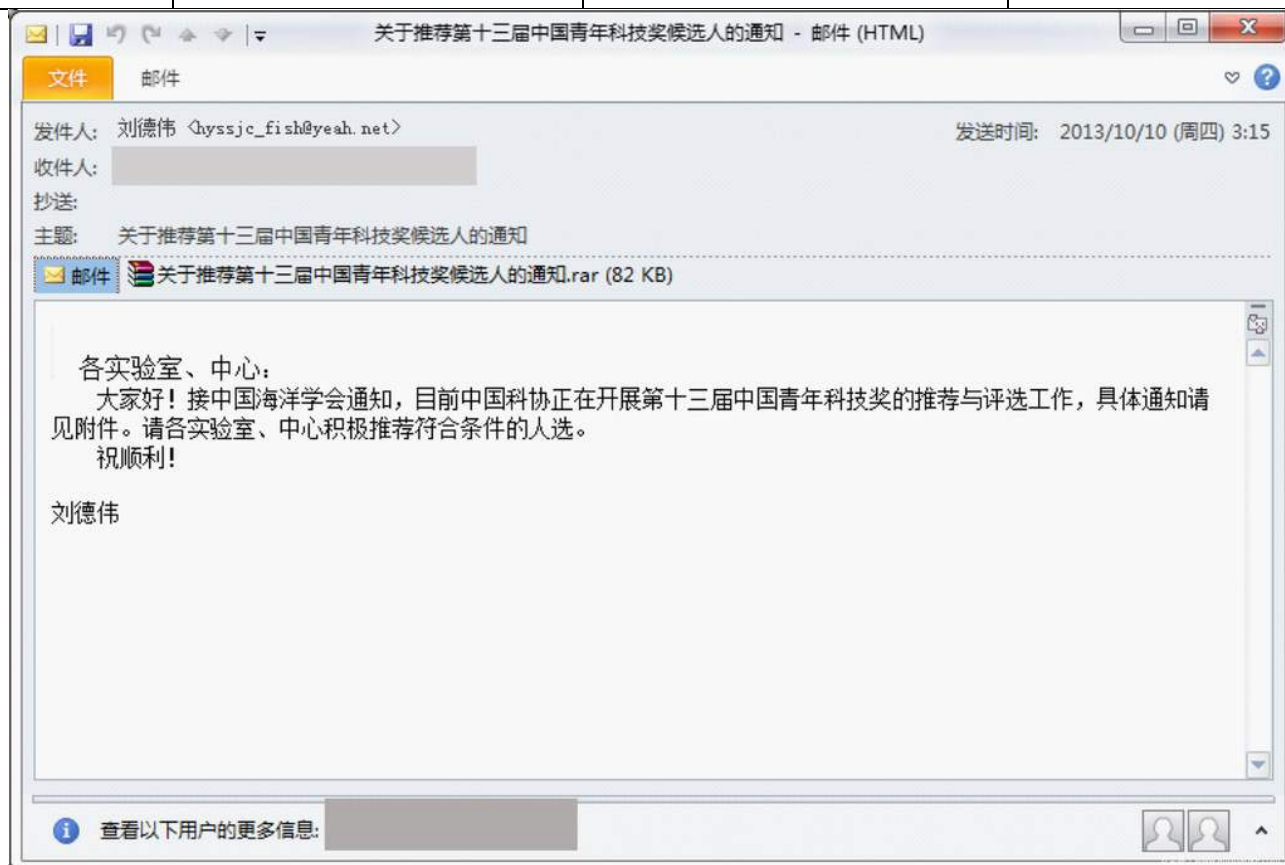 关于推荐第十三届中国青年科技奖候选人的通知 - 邮件 (HTML)
文件 邮件
发件人: 刘德伟 <hyssjc_fish@yeah.net> 发送时间: 2013/10/10 (周四) 3:15
收件人:
抄送:
主题: 关于推荐第十三届中国青年科技奖候选人的通知
邮件 关于推荐第十三届中国青年科技奖候选人的通知.rar (82 KB)
各实验室、中心:
大家好！接中国海洋学会通知，目前中国科协正在开展第十三届中国青年科技奖的推荐与评选工作，具体通知请
见附件。请各实验室、中心积极推荐符合条件的人选。
祝顺利！
刘德伟
查看以下用户的更多信息: